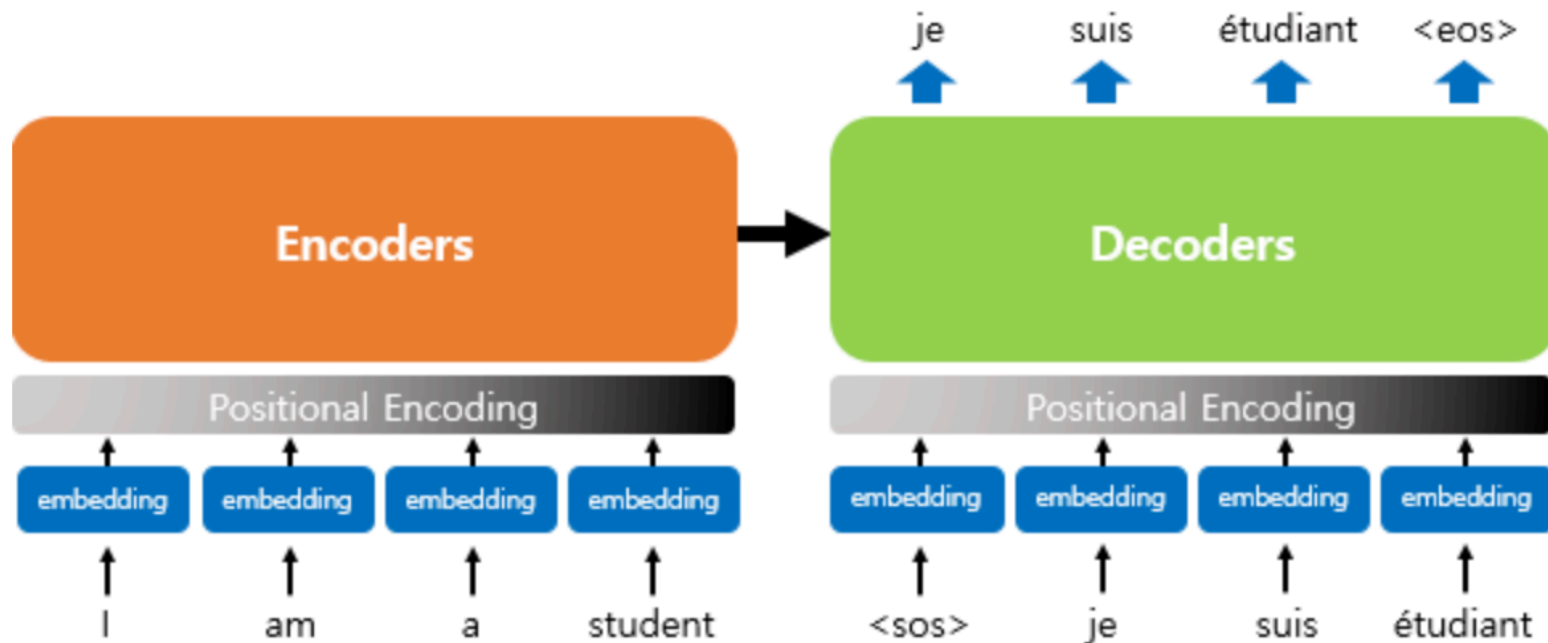 je suis étudiant <eos>
Encoders
Decoders
Positional Encoding
Positional Encoding
embedding embedding embedding embedding
embedding embedding embedding embedding
I am a student
<sos> je suis étudiant